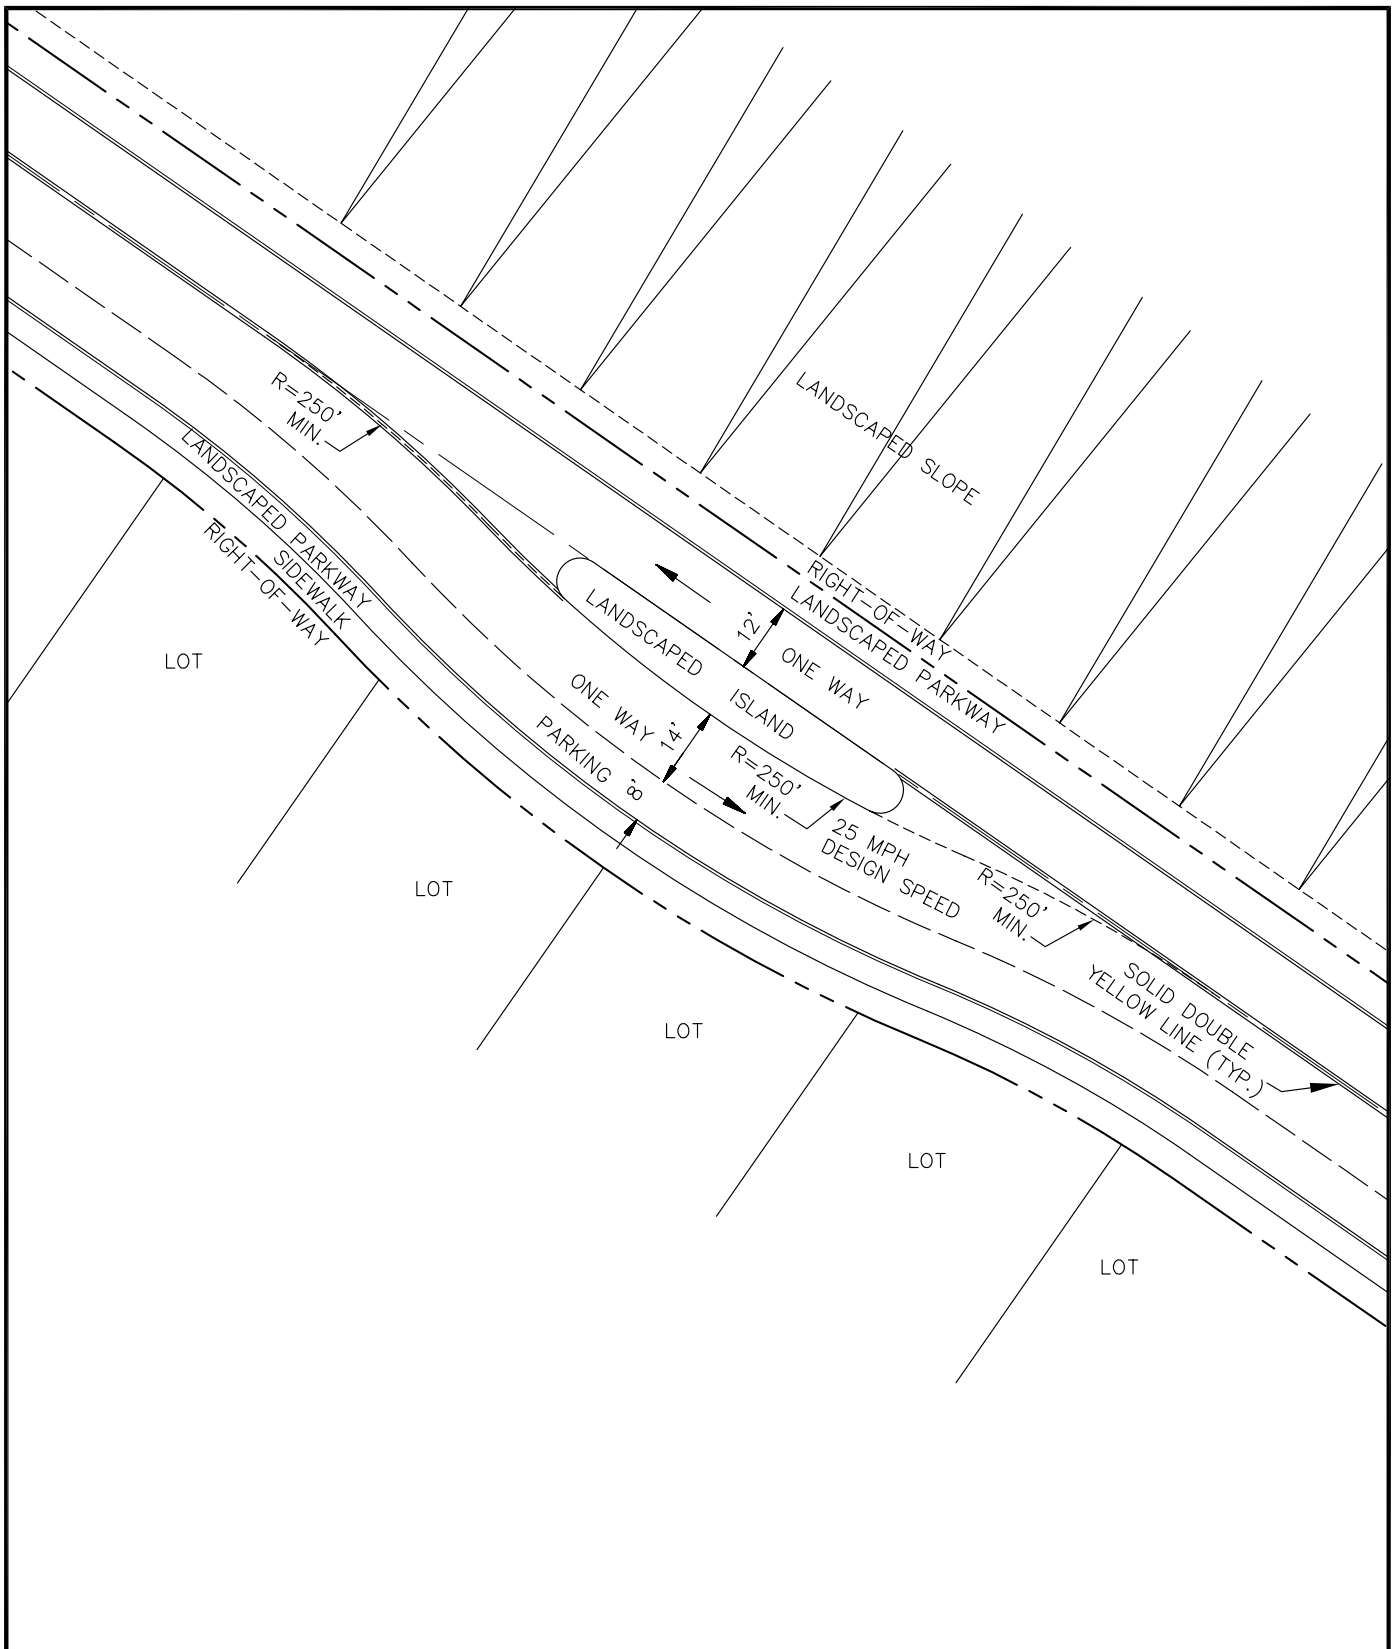 R=250'
MIN.
LANDSCAPED SLOPE
LANDSCAPED PARKWAY
SIDEWALK
RIGHT-OF-WAY
RIGHT-OF-WAY
LANDSCAPED PARKWAY
LANDSCAPED
ISLAND
12'
ONE WAY
ONE WAY
14'
PARKING
8'
R=250'
MIN.
25 MPH
DESIGN SPEED
R=250'
MIN.
SOLID DOUBLE
YELLOW LINE (TYP.)
LOT
LOT
LOT
LOT
LOT